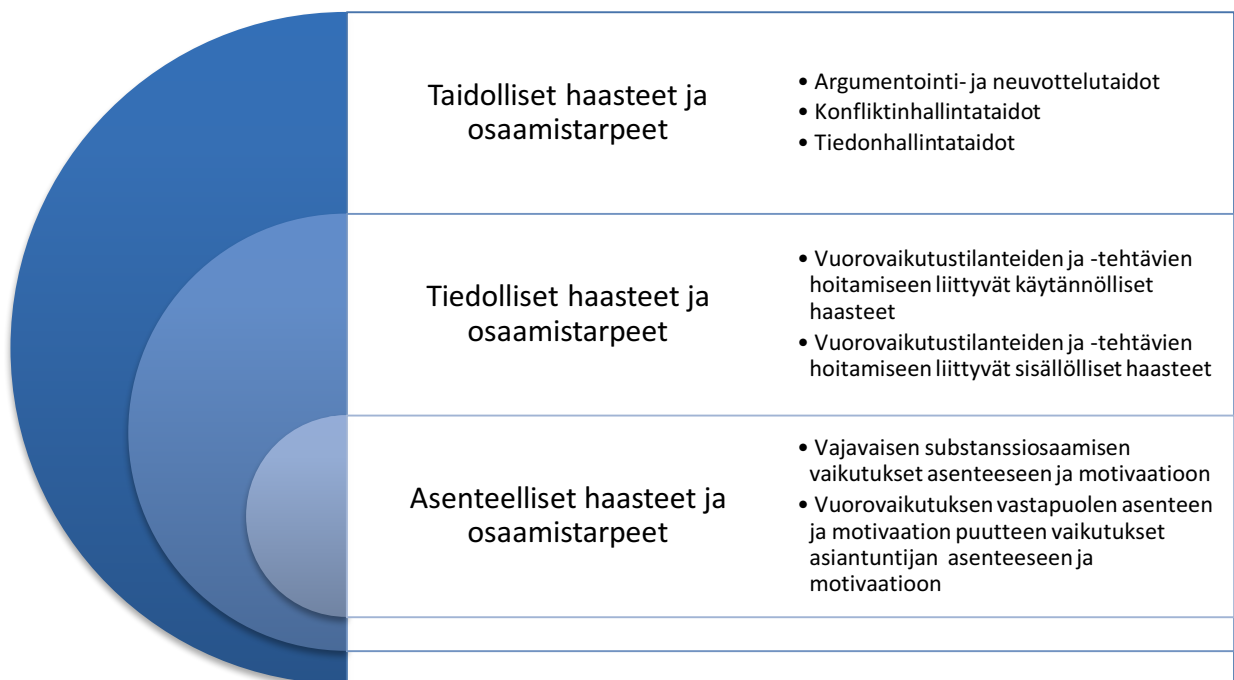 Taidolliset haasteet ja
osaamistarpeet
• Argumentointi- ja neuvottelutaidot
• Konfliktinhallintataidot
• Tiedonhallintataidot
Tiedolliset haasteet ja
osaamistarpeet
• Vuorovaikutustilanteiden ja -tehtävien
hoitamiseen liittyvät käytännölliset
haasteet
• Vuorovaikutustilanteiden ja -tehtävien
hoitamiseen liittyvät sisällölliset haasteet
Asenteelliset haasteet ja
osaamistarpeet
• Vajavaisen substanssiosaamisen
vaikutukset asenteeseen ja motivaatioon
• Vuorovaikutuksen vastapuolen asenteen
ja motivaation puutteen vaikutukset
asiantuntijan asenteeseen ja
motivaatioon